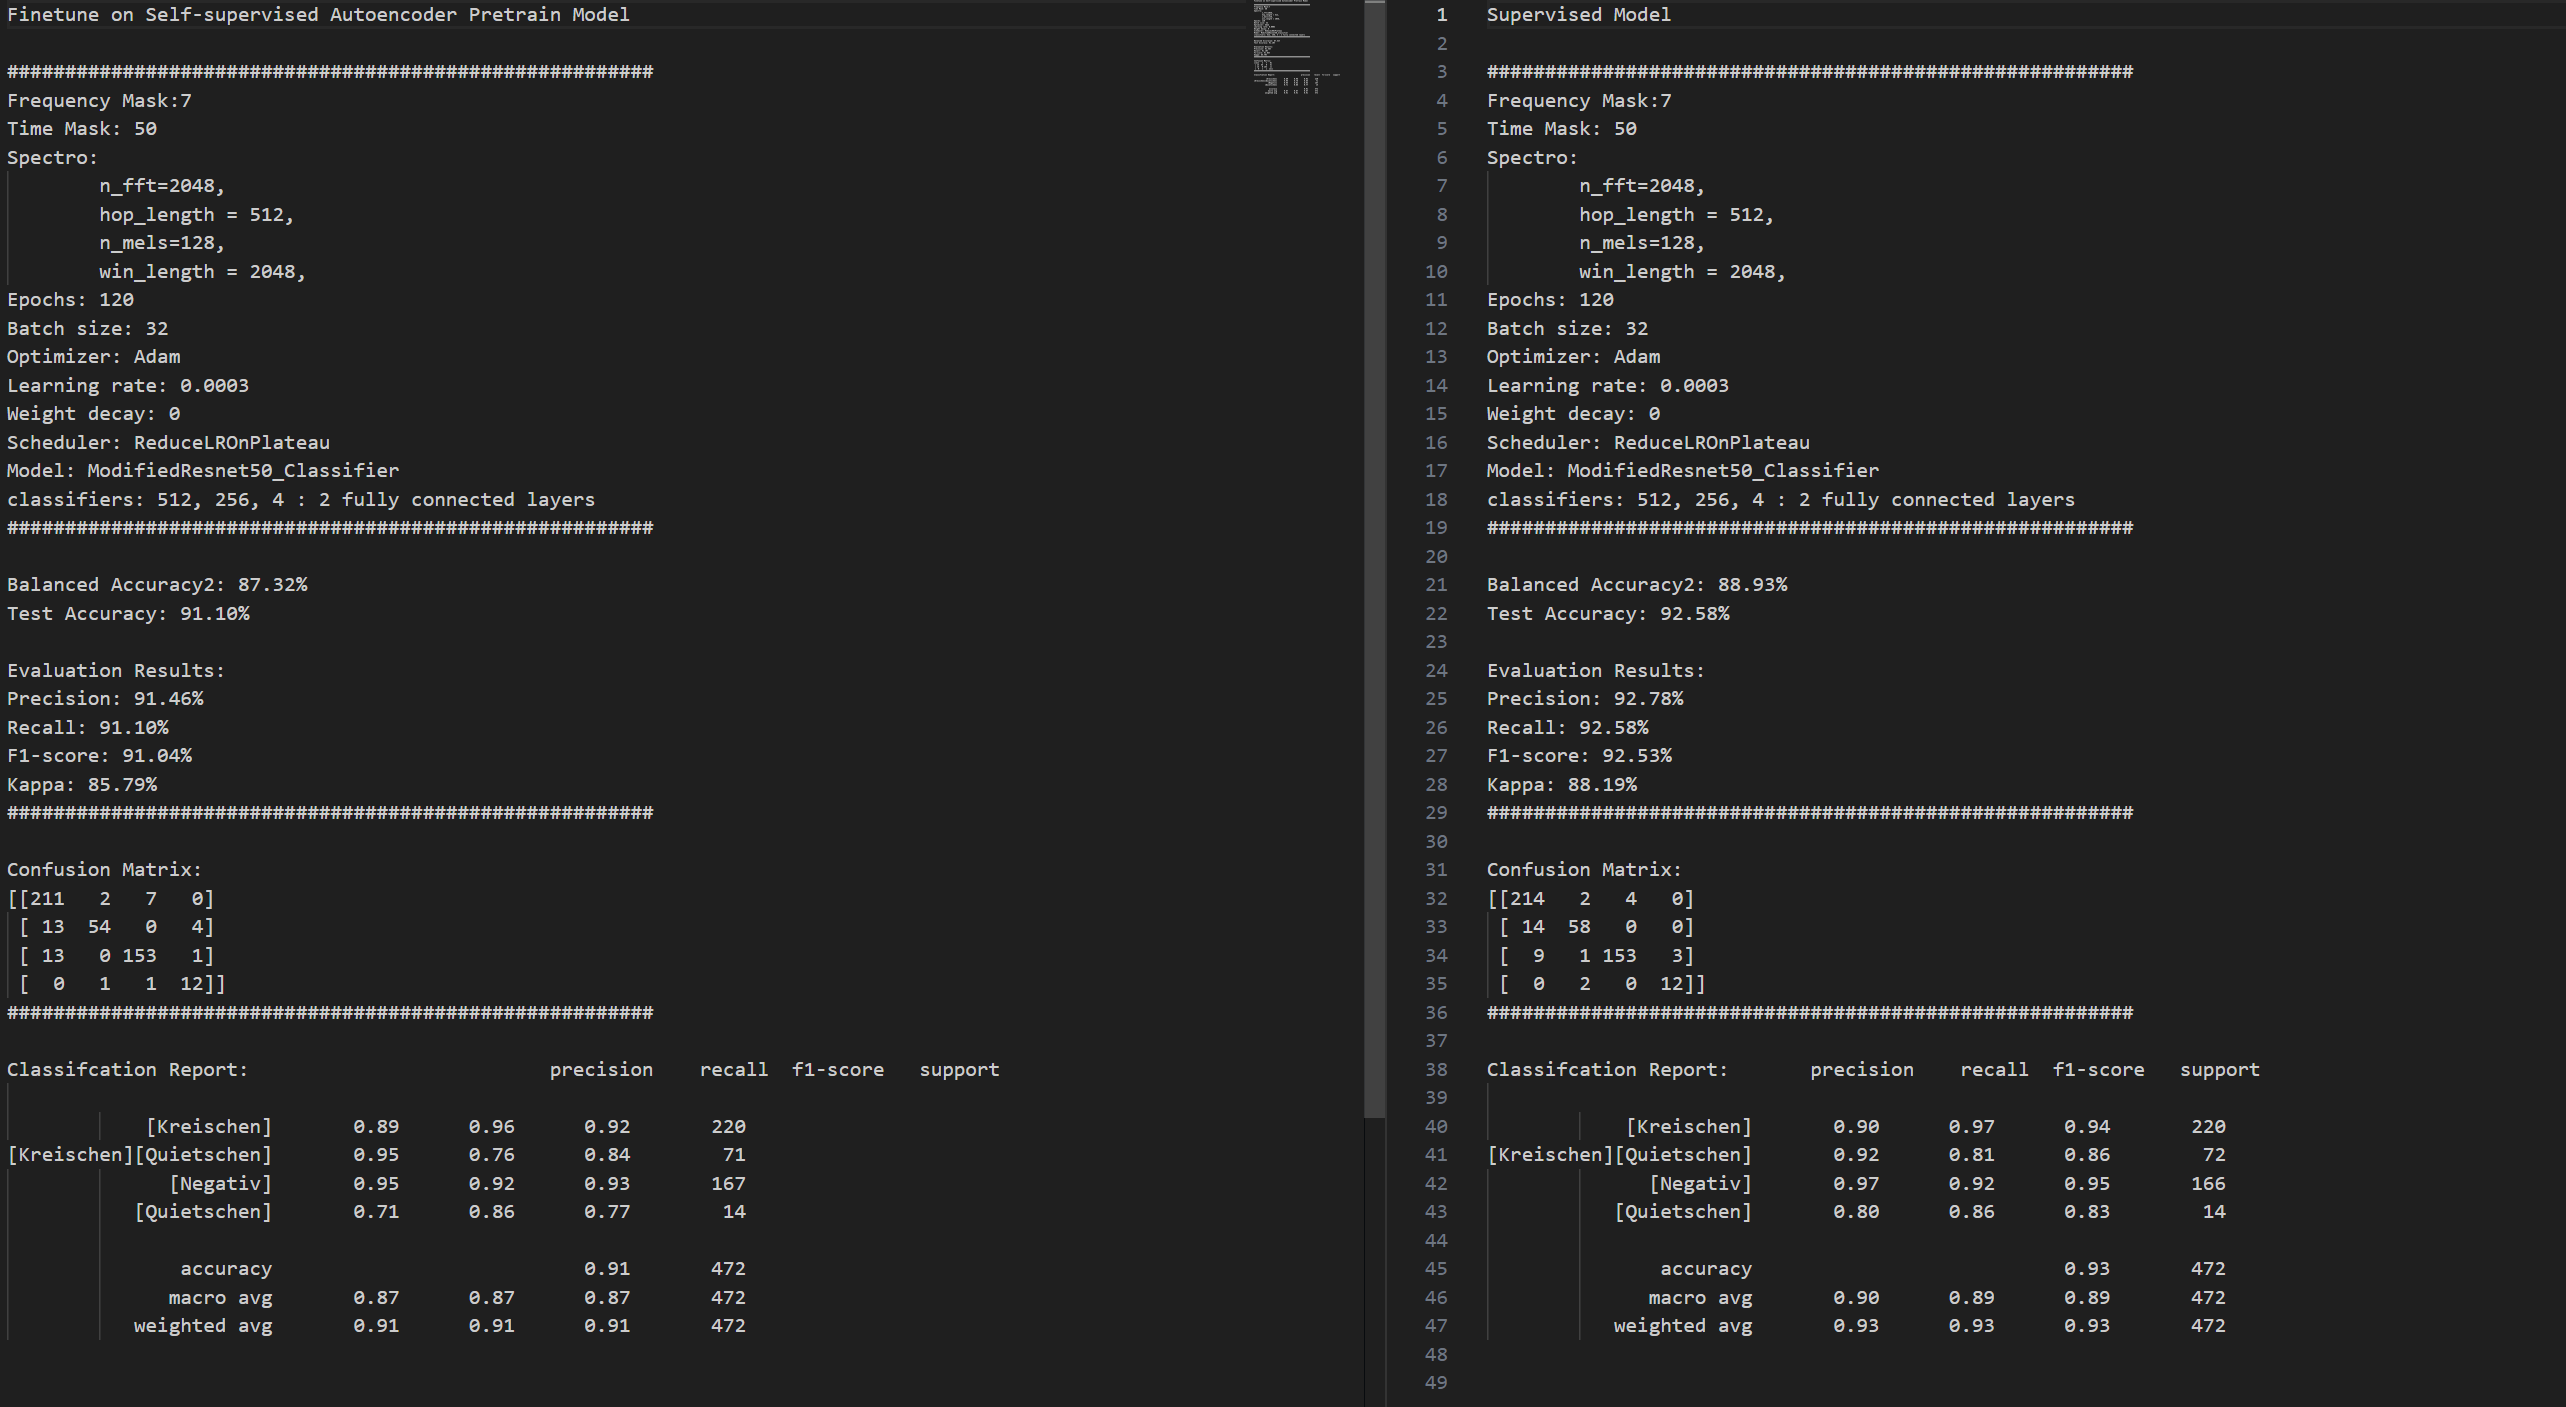 Finetune on Self-supervised Autoencoder Pretrain Model

########################################################
Frequency Mask:7
Time Mask: 50
Spectro:
        n_fft=2048,
        hop_length = 512,
        n_mels=128,
        win_length = 2048,
Epochs: 120
Batch size: 32
Optimizer: Adam
Learning rate: 0.0003
Weight decay: 0
Scheduler: ReduceLROnPlateau
Model: ModifiedResnet50_Classifier
classifiers: 512, 256, 4 : 2 fully connected layers
########################################################

Balanced Accuracy2: 87.32%
Test Accuracy: 91.10%

Evaluation Results:
Precision: 91.46%
Recall: 91.10%
F1-score: 91.04%
Kappa: 85.79%
########################################################

Confusion Matrix:
[[211   2   7   0]
 [ 13  54   0   4]
 [ 13   0 153   1]
 [  0   1   1  12]]
########################################################

Classifcation Report:                          precision    recall  f1-score   support

            [Kreischen]       0.89      0.96      0.92       220
[Kreischen][Quietschen]       0.95      0.76      0.84        71
              [Negativ]       0.95      0.92      0.93       167
           [Quietschen]       0.71      0.86      0.77        14

               accuracy                           0.91       472
              macro avg       0.87      0.87      0.87       472
           weighted avg       0.91      0.91      0.91       472

1 Supervised Model
2
3 ########################################################
4 Frequency Mask:7
5 Time Mask: 50
6 Spectro:
7         n_fft=2048,
8         hop_length = 512,
9         n_mels=128,
10         win_length = 2048,
11 Epochs: 120
12 Batch size: 32
13 Optimizer: Adam
14 Learning rate: 0.0003
15 Weight decay: 0
16 Scheduler: ReduceLROnPlateau
17 Model: ModifiedResnet50_Classifier
18 classifiers: 512, 256, 4 : 2 fully connected layers
19 ########################################################
20
21 Balanced Accuracy2: 88.93%
22 Test Accuracy: 92.58%
23
24 Evaluation Results:
25 Precision: 92.78%
26 Recall: 92.58%
27 F1-score: 92.53%
28 Kappa: 88.19%
29 ########################################################
30
31 Confusion Matrix:
32 [[214   2   4   0]
33  [ 14  58   0   0]
34  [  9   1 153   3]
35  [  0   2   0  12]]
36 ########################################################
37
38 Classifcation Report:       precision    recall  f1-score   support
39
40             [Kreischen]       0.90      0.97      0.94       220
41 [Kreischen][Quietschen]       0.92      0.81      0.86        72
42               [Negativ]       0.97      0.92      0.95       166
43            [Quietschen]       0.80      0.86      0.83        14
44
45                accuracy                           0.93       472
46               macro avg       0.90      0.89      0.89       472
47            weighted avg       0.93      0.93      0.93       472
48
49